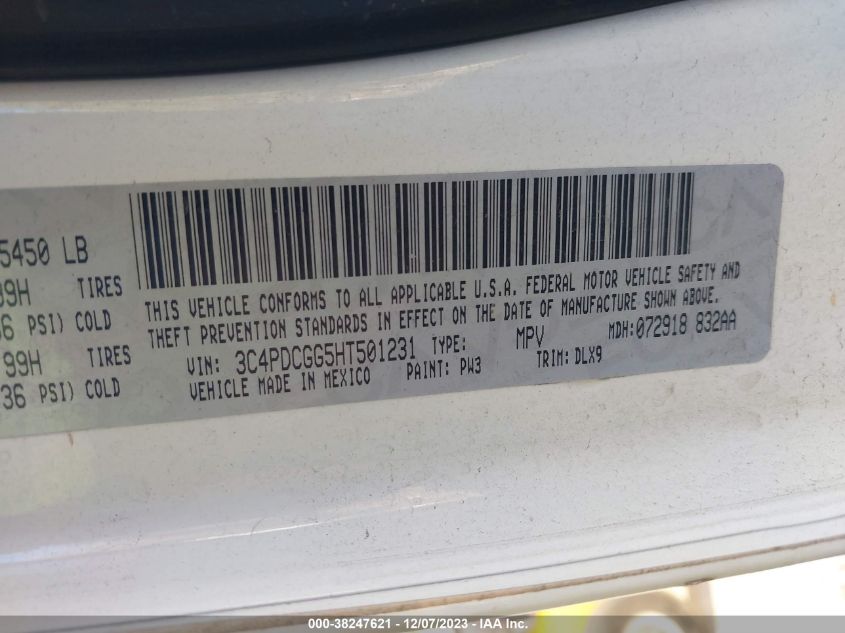 5450 LB
99H TIRES
36 PSI) COLD
99H TIRES
36 PSI) COLD
THIS VEHICLE CONFORMS TO ALL APPLICABLE U.S.A. FEDERAL MOTOR VEHICLE SAFETY AND
THEFT PREVENTION STANDARDS IN EFFECT ON THE DATE OF MANUFACTURE SHOWN ABOVE.
VIN: 3C4PDCGG5HT501231 TYPE: MPV MDH: 072918 832AA
VEHICLE MADE IN MEXICO PAINT: PW3 TRIM: DLX9
000-38247621 - 12/07/2023 - IAA Inc.